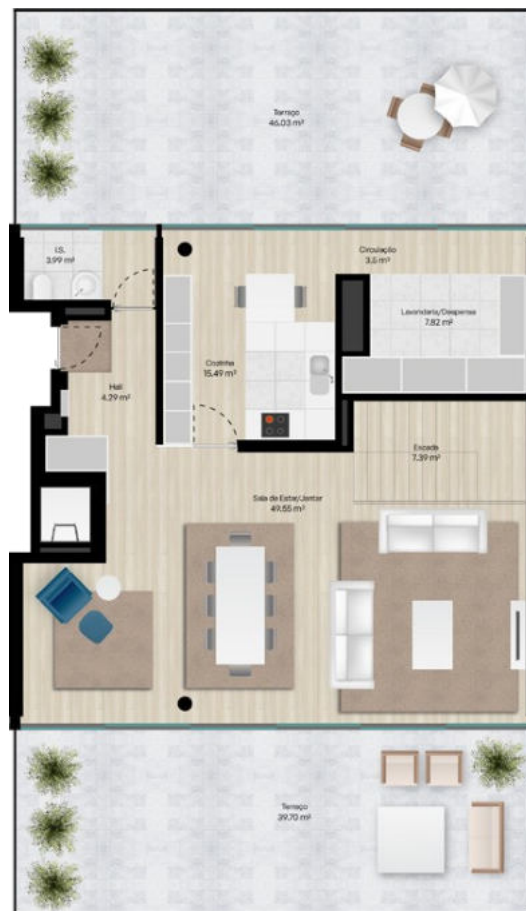 Terraço
46.03 m²
I.S.
3.99 m²
Circulação
3.5 m²
Lavandaria/Despensa
7.82 m²
Cozinha
15.49 m²
Hall
4.29 m²
Escada
7.39 m²
Sala de Estar/Jantar
49.55 m²
Terraço
39.70 m²